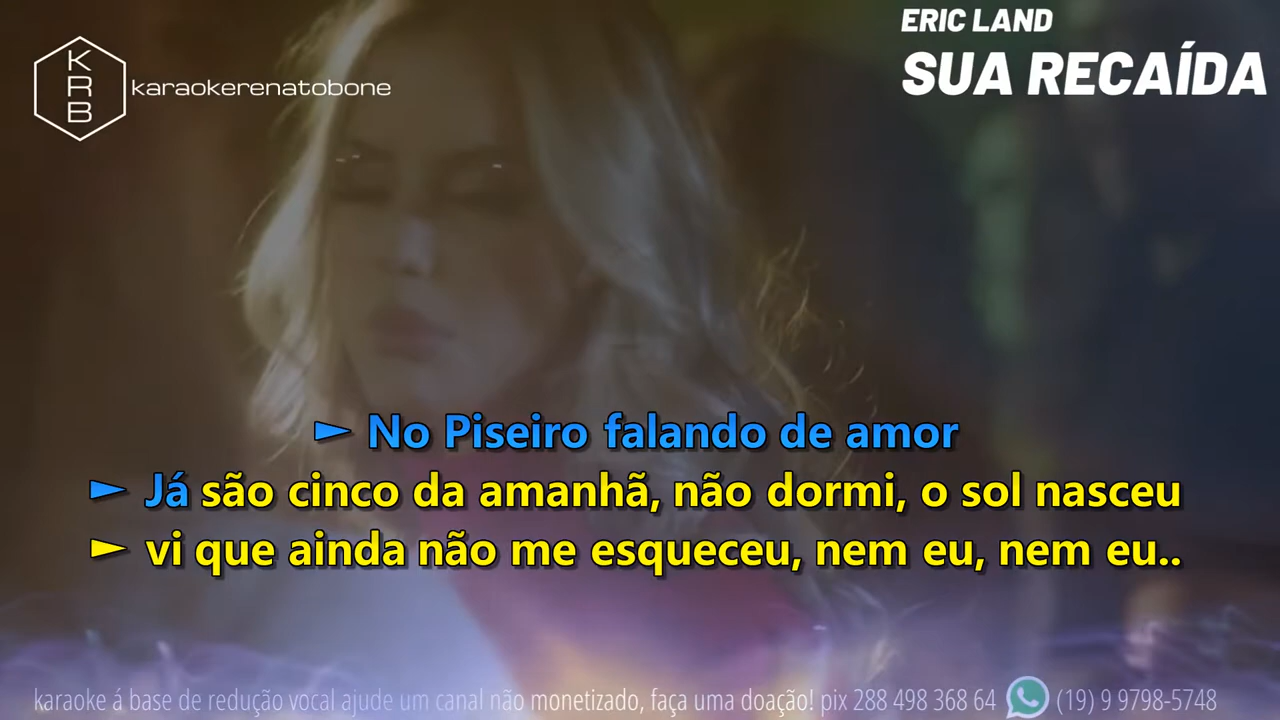 ERIC LAND
SUA RECAÍDA
KRB
karaokerenatobone
► No Piseiro falando de amor
► Já são cinco da amanhã, não dormi, o sol nasceu
► vi que ainda não me esqueceu, nem eu, nem eu..
karaoke á base de redução vocal ajude um canal não monetizado, faça uma doação! pix 288 498 368 64 (19) 9 9798-5748